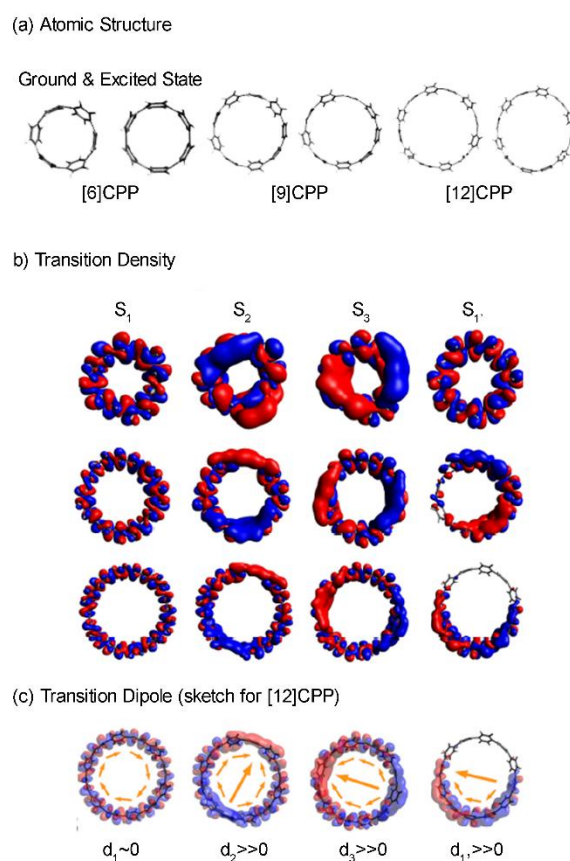 (a) Atomic Structure
Ground & Excited State
[6]CPP [9]CPP [12]CPP
b) Transition Density
S₁ S₂ S₃ S₁'
(c) Transition Dipole (sketch for [12]CPP)
d₁~0 d₂>>0 d₃>>0 d₁'>>0